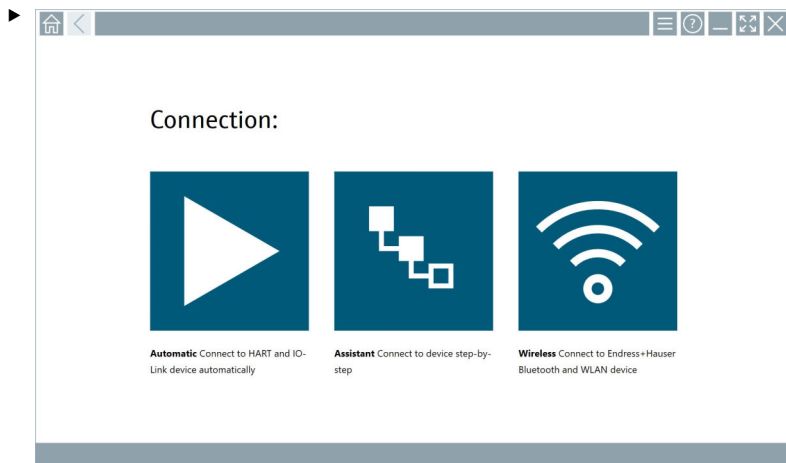 Connection:
Automatic Connect to HART and IO-
Link device automatically
Assistant Connect to device step-by-
step
Wireless Connect to Endress+Hauser
Bluetooth and WLAN device